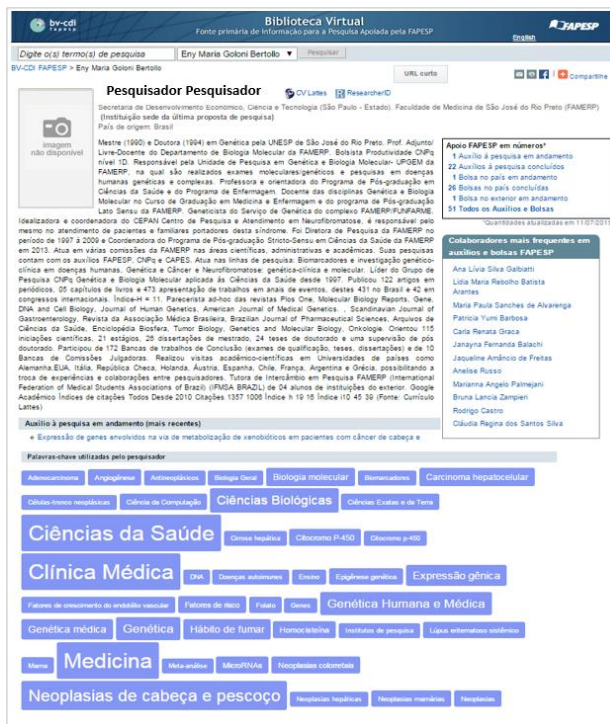 bv-cdi
fapesp
Biblioteca Virtual
Fonte primária de Informação para a Pesquisa Apoiada pela FAPESP
English
FAPESP
Digite o(s) termo(s) de pesquisa
Eny Maria Goloni Bertollo
Pesquisar
BV-CDI FAPESP > Eny Maria Goloni Bertollo
URL curto
Compartilhe
Pesquisador Pesquisador
CV Lattes
ResearcherID
imagem
não disponível
Secretaria de Desenvolvimento Econômico, Ciência e Tecnologia (São Paulo - Estado). Faculdade de Medicina de São José do Rio Preto (FAMERP)
(Instituição sede da última proposta de pesquisa)
País de origem: Brasil
Mestre (1990) e Doutora (1994) em Genética pela UNESP de São José do Rio Preto. Prof. Adjunto/
Livre-Docente do Departamento de Biologia Molecular da FAMERP. Bolsista Produtividade CNPq
nível 1D. Responsável pela Unidade de Pesquisa em Genética e Biologia Molecular- UPGEM da
FAMERP, na qual são realizados exames moleculares/genéticos e pesquisas em doenças
humanas genéticas e complexas. Professora e orientadora do Programa de Pós-graduação em
Ciências da Saúde e do Programa de Enfermagem. Docente das disciplinas Genética e Biologia
Molecular no Curso de Graduação em Medicina e Enfermagem e do programa de Pós-graduação
Lato Sensu da FAMERP. Geneticista do Serviço de Genética do complexo FAMERP/FUNFARME.
Idealizadora e coordenadora do CEPAN Centro de Pesquisa e Atendimento em Neurofibromatose, é responsável pelo
mesmo no atendimento de pacientes e familiares portadores desta síndrome. Foi Diretora de Pesquisa da FAMERP no
período de 1997 à 2009 e Coordenadora do Programa de Pós-graduação Stricto-Sensu em Ciências da Saúde da FAMERP
em 2013. Atua em várias comissões da FAMERP nas áreas científicas, administrativas e acadêmicas. Suas pesquisas
contam com os auxílios FAPESP, CNPq e CAPES. Atua nas linhas de pesquisa: Biomarcadores e investigação genético-
clínica em doenças humanas, Genética e Câncer e Neurofibromatose: genética-clínica e molecular. Líder do Grupo de
Pesquisa CNPq Genética e Biologia Molecular aplicada às Ciências da Saúde desde 1997. Publicou 122 artigos em
periódicos, 05 capítulos de livros e 473 apresentação de trabalhos em anais de eventos, destes 431 no Brasil e 42 em
congressos internacionais. Índice-H = 11. Parecerista ad-hoc das revistas Plos One, Molecular Biology Reports, Gene,
DNA and Cell Biology, Journal of Human Genetics, American Journal of Medical Genetics. , Scandinavian Journal of
Gastroenterology, Revista da Associação Médica Brasileira, Brazilian Journal of Pharmaceutical Sciences, Arquivos de
Ciências da Saúde, Enciclopédia Biosfera, Tumor Biology, Genetics and Molecular Biology, Onkologie. Orientou 115
iniciações científicas, 21 estágios, 26 dissertações de mestrado, 24 teses de doutorado e uma supervisão de pós
doutorado. Participou de 172 Bancas de trabalhos de Conclusão (exames de qualificação, teses, dissertações) e de 10
Bancas de Comissões Julgadoras. Realizou visitas acadêmico-científicas em Universidades de países como
Alemanha,EUA, Itália, República Checa, Holanda, Áustria, Espanha, Chile, França, Argentina e Grécia, possibilitando a
troca de experiências e colaborações entre pesquisadores. Tutora de Intercâmbio em Pesquisa FAMERP (International
Federation of Medical Students Associations of Brazil) (IFMSA BRAZIL) de 04 alunos de instituições do exterior. Google
Acadêmico Índices de citações Todos Desde 2010 Citações 1357 1006 Índice h 19 16 Índice i10 45 39 (Fonte: Currículo
Lattes)
Apoio FAPESP em números*
1 Auxílio à pesquisa em andamento
22 Auxílios à pesquisa concluídos
1 Bolsa no país em andamento
26 Bolsas no país concluídas
1 Bolsa no exterior em andamento
51 Todos os Auxílios e Bolsas
*Quantidades atualizadas em 11/07/201
Colaboradores mais frequentes em
auxílios e bolsas FAPESP
Ana Lívia Silva Galbiatti
Lidia Maria Rebolho Batista
Arantes
Maria Paula Sanches de Alvarenga
Patricia Yumi Barbosa
Carla Renata Graca
Janayna Fernanda Balachi
Jaqueline Amâncio de Freitas
Anelise Russo
Marianna Angelo Palmejani
Bruna Lancia Zampieri
Rodrigo Castro
Cláudia Regina dos Santos Silva
Auxílio à pesquisa em andamento (mais recentes)
Expressão de genes envolvidos na via de metabolização de xenobióticos em pacientes com câncer de cabeça e
Palavras-chave utilizadas pelo pesquisador
Adenocarcinoma Angiogênese Antineoplásicos Biologia Geral Biologia molecular Biomarcadores Carcinoma hepatocelular
Células-tronco neoplásicas Ciência da Computação Ciências Biológicas Ciências Exatas e da Terra
Ciências da Saúde Cirrose hepática Citocromo P-450 Citocromo p-450
Clínica Médica DNA Doenças autoimunes Ensino Epigênese genética Expressão gênica
Fatores de crescimento do endotélio vascular Fatores de risco Folato Genes Genética Humana e Médica
Genética médica Genética Hábito de fumar Homocisteína Institutos de pesquisa Lúpus eritematoso sistêmico
Mama Medicina Meta-análise MicroRNAs Neoplasias colorretais
Neoplasias de cabeça e pescoço Neoplasias hepáticas Neoplasias mamárias Neoplasias